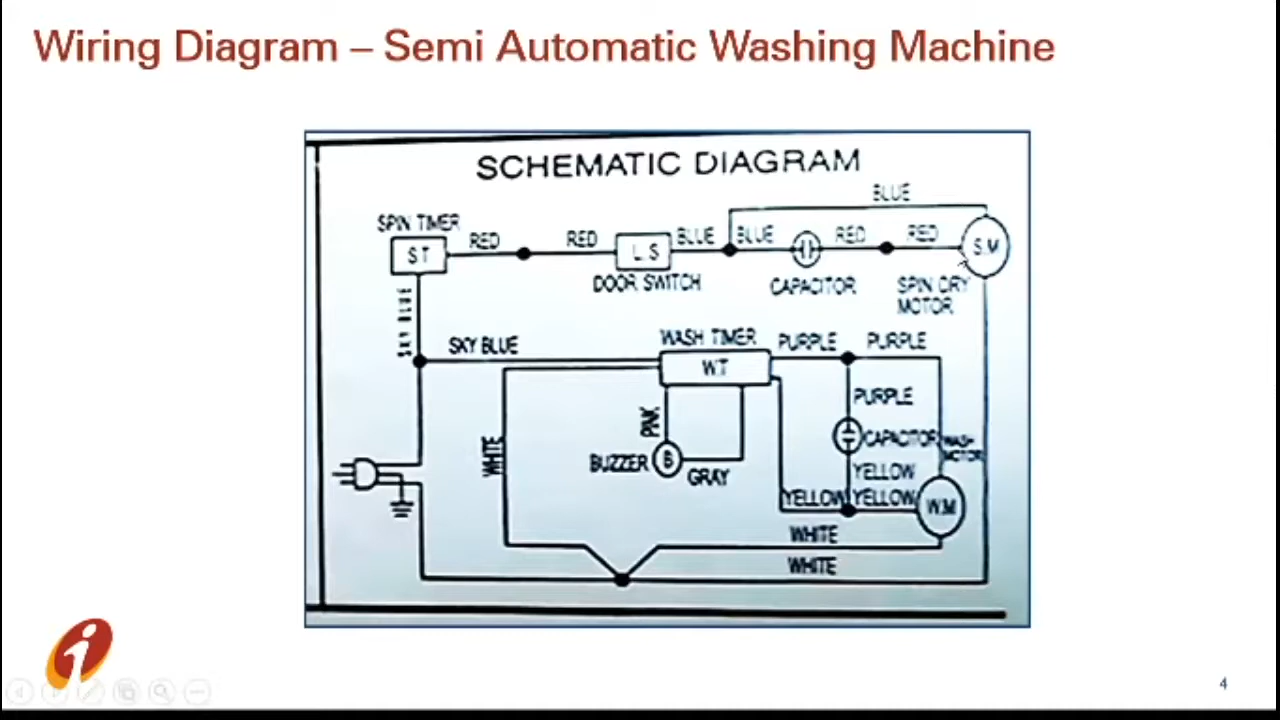 Wiring Diagram – Semi Automatic Washing Machine
SCHEMATIC DIAGRAM
BLUE
SPIN TIMER
S.T
RED
RED
L.S
BLUE
BLUE
RED
RED
S.M
DOOR SWITCH
CAPACITOR
SPIN DRY
MOTOR
SKY BLUE
SKY BLUE
WASH TIMER
W.T
PURPLE
PURPLE
PURPLE
PINK
WHITE
CAPACITOR
WASH
MOTOR
BUZZER
B
GRAY
YELLOW
YELLOW
YELLOW
W.M
WHITE
WHITE
i
4